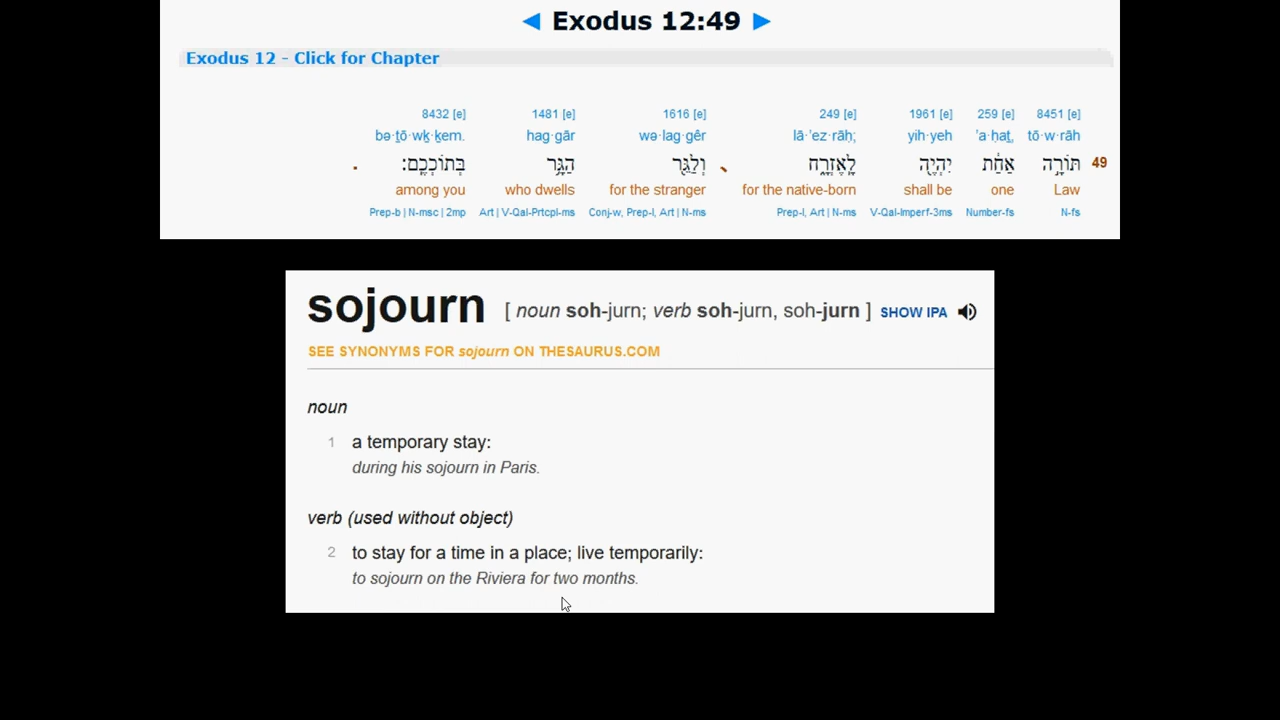 ◄ Exodus 12:49 ►
Exodus 12 - Click for Chapter
8432 [e] 1481 [e] 1616 [e] 249 [e] 1961 [e] 259 [e] 8451 [e]
bə·ṯō·wḵ·ḵem. hag·gār wə·lag·gêr lā·’ez·rāḥ; yih·yeh ’a·ḥaṯ, tō·w·rāh
49 תּוֹרָ֣ה אַחַ֔ת יִהְיֶ֖ה לָֽאֶזְרָ֑ח וְלַגֵּ֖ר הַגָּ֥ר בְּתוֹכְכֶֽם׃
among you who dwells for the stranger for the native-born shall be one Law
Prep-b | N-msc | 2mp Art | V-Qal-Prtcpl-ms Conj-w, Prep-l, Art | N-ms Prep-l, Art | N-ms V-Qal-Imperf-3ms Number-fs N-fs
sojourn [ noun soh-jurn; verb soh-jurn, soh-jurn ] SHOW IPA
SEE SYNONYMS FOR sojourn ON THESAURUS.COM
noun
1 a temporary stay:
during his sojourn in Paris.
verb (used without object)
2 to stay for a time in a place; live temporarily:
to sojourn on the Riviera for two months.